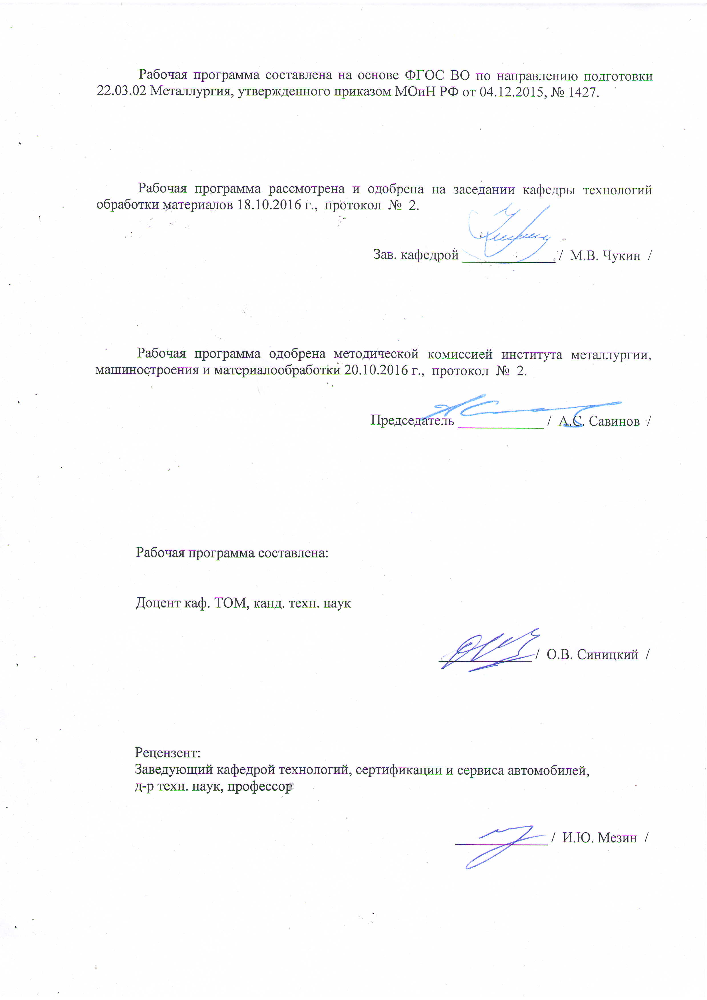 Рабочая программа составлена на основе ФГОС ВО по направлению подготовки
22.03.02 Металлургия, утвержденного приказом МОиН РФ от 04.12.2015, № 1427.
Рабочая программа рассмотрена и одобрена на заседании кафедры технологий
обработки материалов 18.10.2016 г., протокол № 2.
Зав. кафедрой ____________ / М.В. Чукин /
Рабочая программа одобрена методической комиссией института металлургии,
машиностроения и материалообработки 20.10.2016 г., протокол № 2.
Председатель ____________ / А.С. Савинов /
Рабочая программа составлена:
Доцент каф. ТОМ, канд. техн. наук
____________ / О.В. Синицкий /
Рецензент:
Заведующий кафедрой технологий, сертификации и сервиса автомобилей,
д-р техн. наук, профессор
____________ / И.Ю. Мезин /